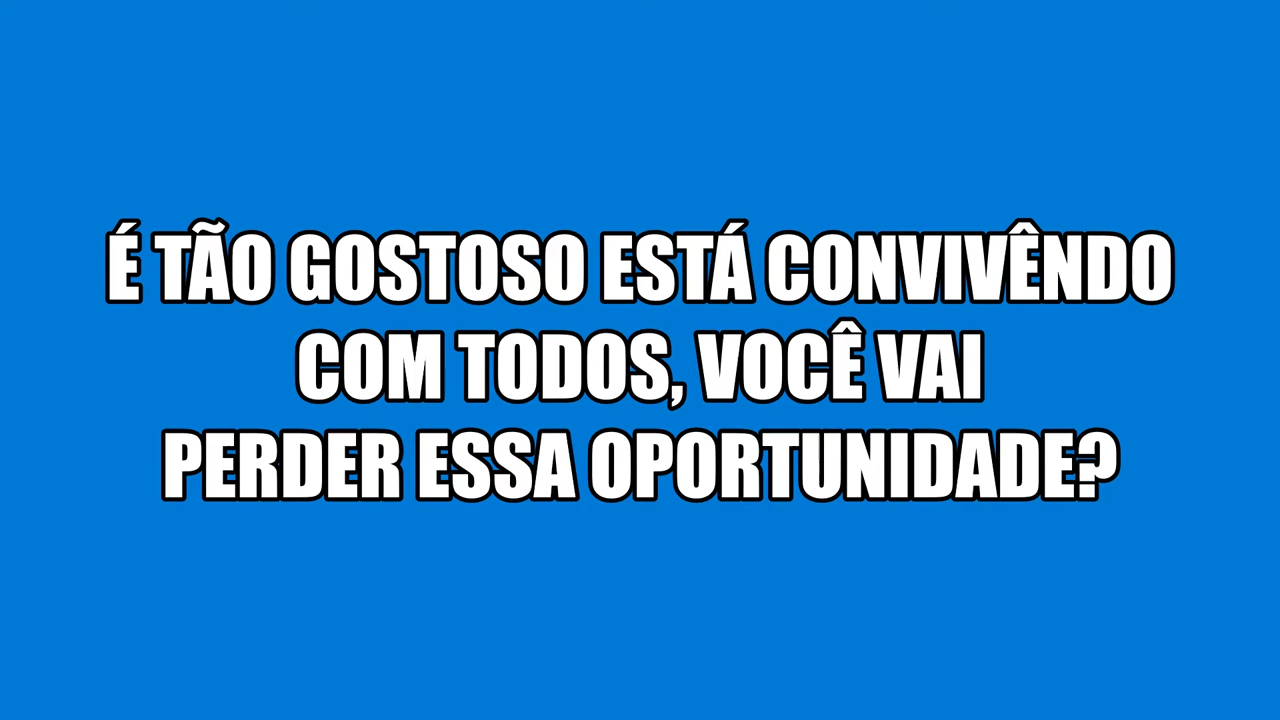 É TÃO GOSTOSO ESTÁ CONVIVÊNDO
COM TODOS, VOCÊ VAI
PERDER ESSA OPORTUNIDADE?